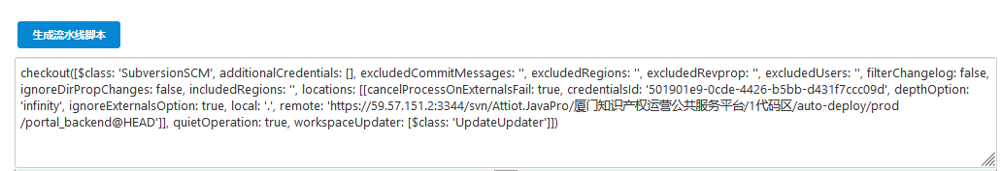 生成流水线脚本
checkout([$class: 'SubversionSCM', additionalCredentials: [], excludedCommitMessages: '', excludedRegions: '', excludedRevprop: '', excludedUsers: '', filterChangelog: false,
ignoreDirPropChanges: false, includedRegions: '', locations: [[cancelProcessOnExternalsFail: true, credentialsId: '501901e9-0cde-4426-b5bb-d431f7ccc09d', depthOption:
'infinity', ignoreExternalsOption: true, local: '.', remote: 'https://59.57.151.2:3344/svn/Attiot.JavaPro/厦门知识产权运营公共服务平台/1代码区/auto-deploy/prod
/portal_backend@HEAD']], quietOperation: true, workspaceUpdater: [$class: 'UpdateUpdater']])